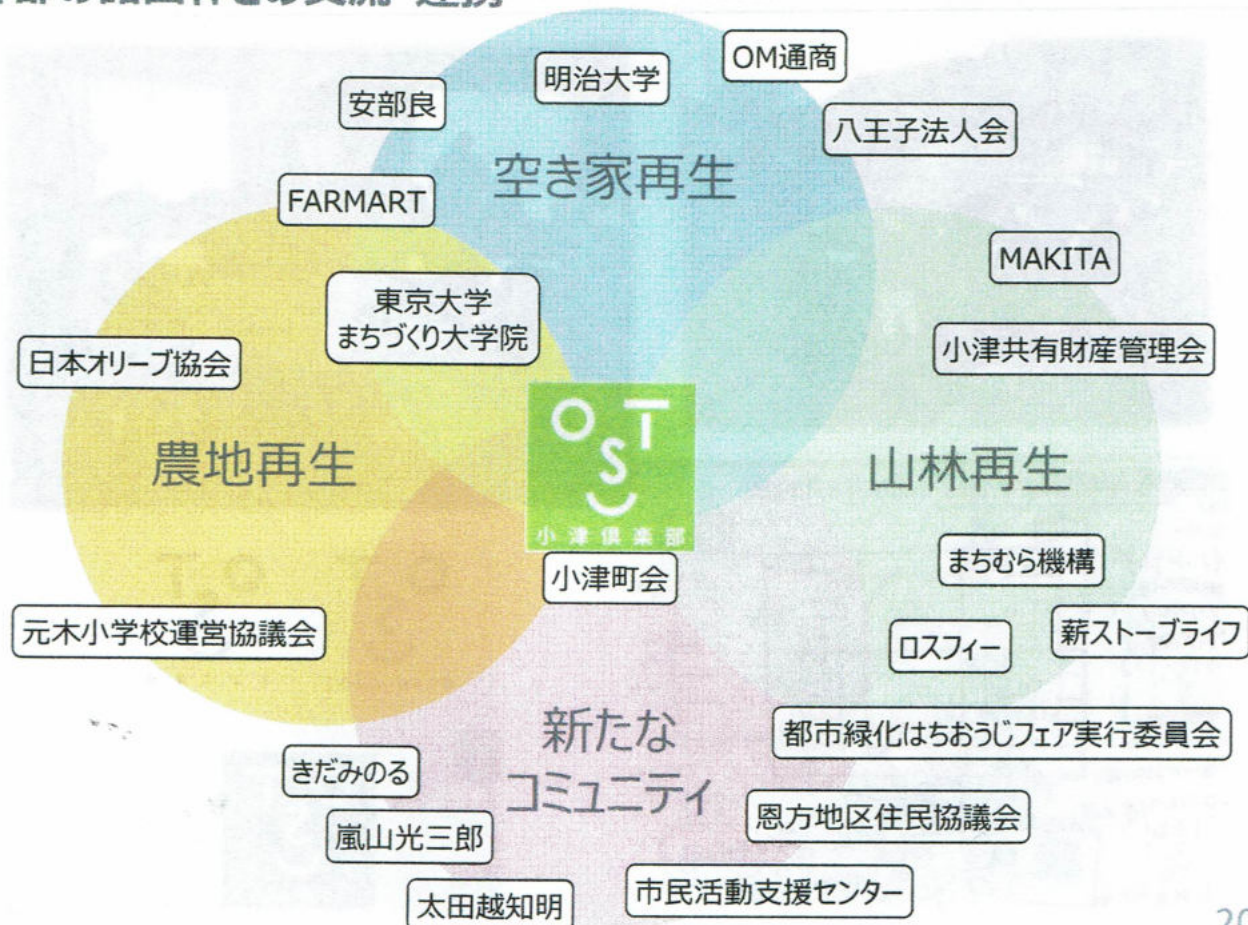 明治大学
OM通商
安部良
八王子法人会
空き家再生
FARMART
MAKITA
東京大学
まちづくり大学院
日本オリーブ協会
小津共有財産管理会
OST
農地再生
山林再生
小津倶楽部
小津町会
まちむら機構
元木小学校運営協議会
ロスフィー
薪ストーブライフ
新たな
コミュニティ
都市緑化はちおうじフェア実行委員会
きだみのる
恩方地区住民協議会
嵐山光三郎
市民活動支援センター
太田越知明